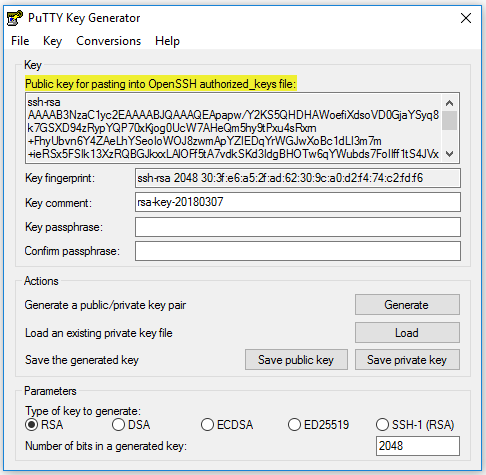 PuTTY Key Generator
File Key Conversions Help
Key
Public key for pasting into OpenSSH authorized_keys file:
ssh-rsa
AAAAB3NzaC1yc2EAAAABJQAAAQEApapw/Y2KS5QHDHAWoefiXdsoVD0GjaYSyq8
k7GSXD94zRypYQP70xKjog0UcW7AHeQm5hy9tPxu4sRxm
+FhyUbvn6Y4ZAeLhYSeoIoWOJ8zwmApYZIEDqYrWGJwXoBc1dLI3m7m
+ieRSx5FSIk13XzRQBGJkxxLAlOFf5tA7vdkSKd3ldgBHOTw6qYWubds7FoIff1tS4JVx
Key fingerprint: ssh-rsa 2048 30:3f:e6:a5:2f:ad:62:30:9c:a0:d2:f4:74:c2:fd:f6
Key comment: rsa-key-20180307
Key passphrase:
Confirm passphrase:
Actions
Generate a public/private key pair Generate
Load an existing private key file Load
Save the generated key Save public key Save private key
Parameters
Type of key to generate:
RSA DSA ECDSA ED25519 SSH-1 (RSA)
Number of bits in a generated key: 2048